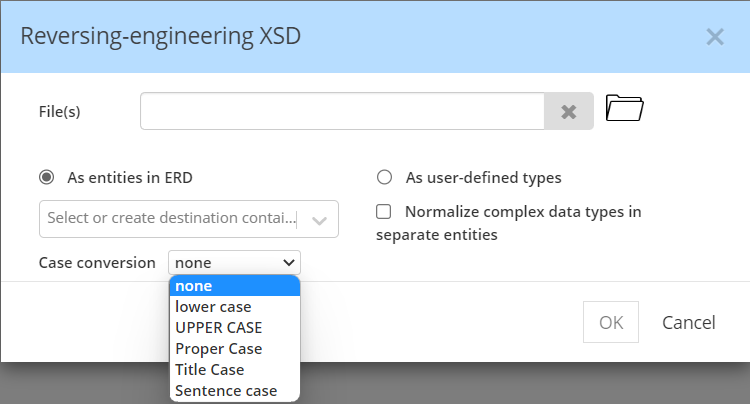 Reversing-engineering XSD
File(s)
As entities in ERD
As user-defined types
Select or create destination contai...
Normalize complex data types in
separate entities
Case conversion
none
none
lower case
UPPER CASE
Proper Case
Title Case
Sentence case
OK
Cancel